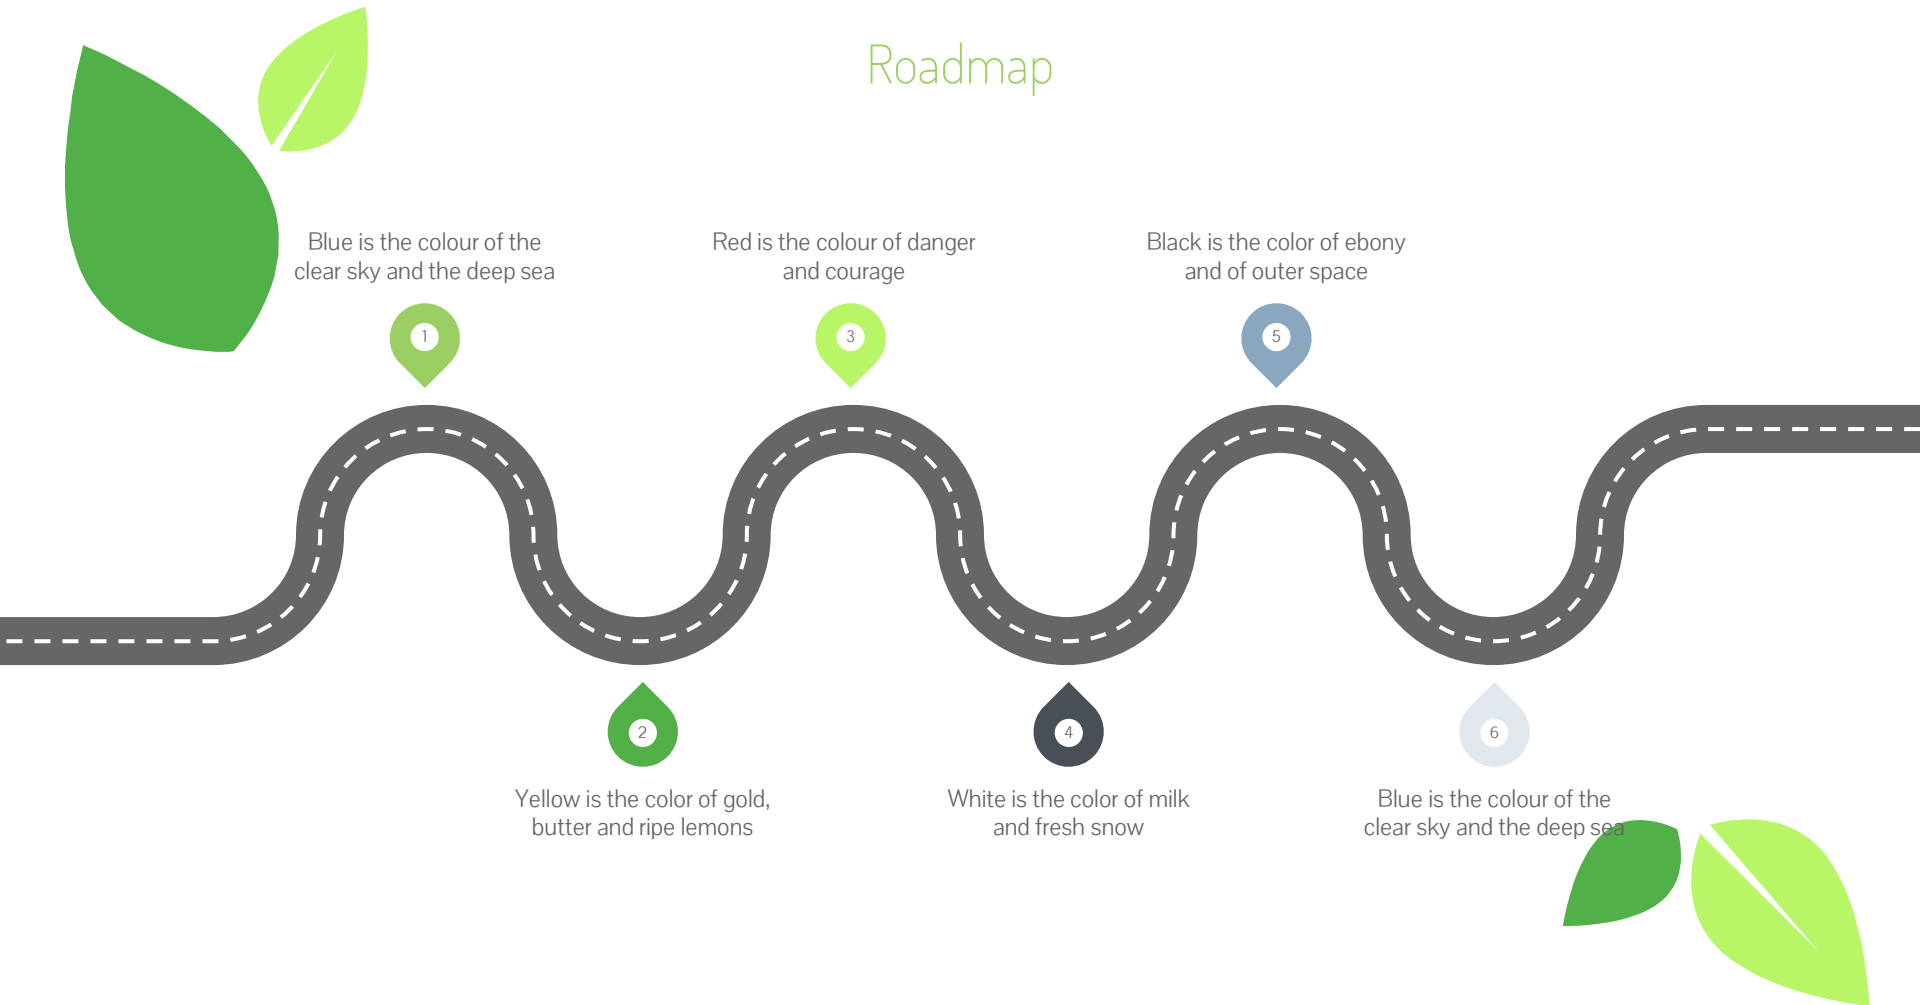 Roadmap
Blue is the colour of the
clear sky and the deep sea
1
Red is the colour of danger
and courage
3
Black is the color of ebony
and of outer space
5
2
Yellow is the color of gold,
butter and ripe lemons
4
White is the color of milk
and fresh snow
6
Blue is the colour of the
clear sky and the deep sea